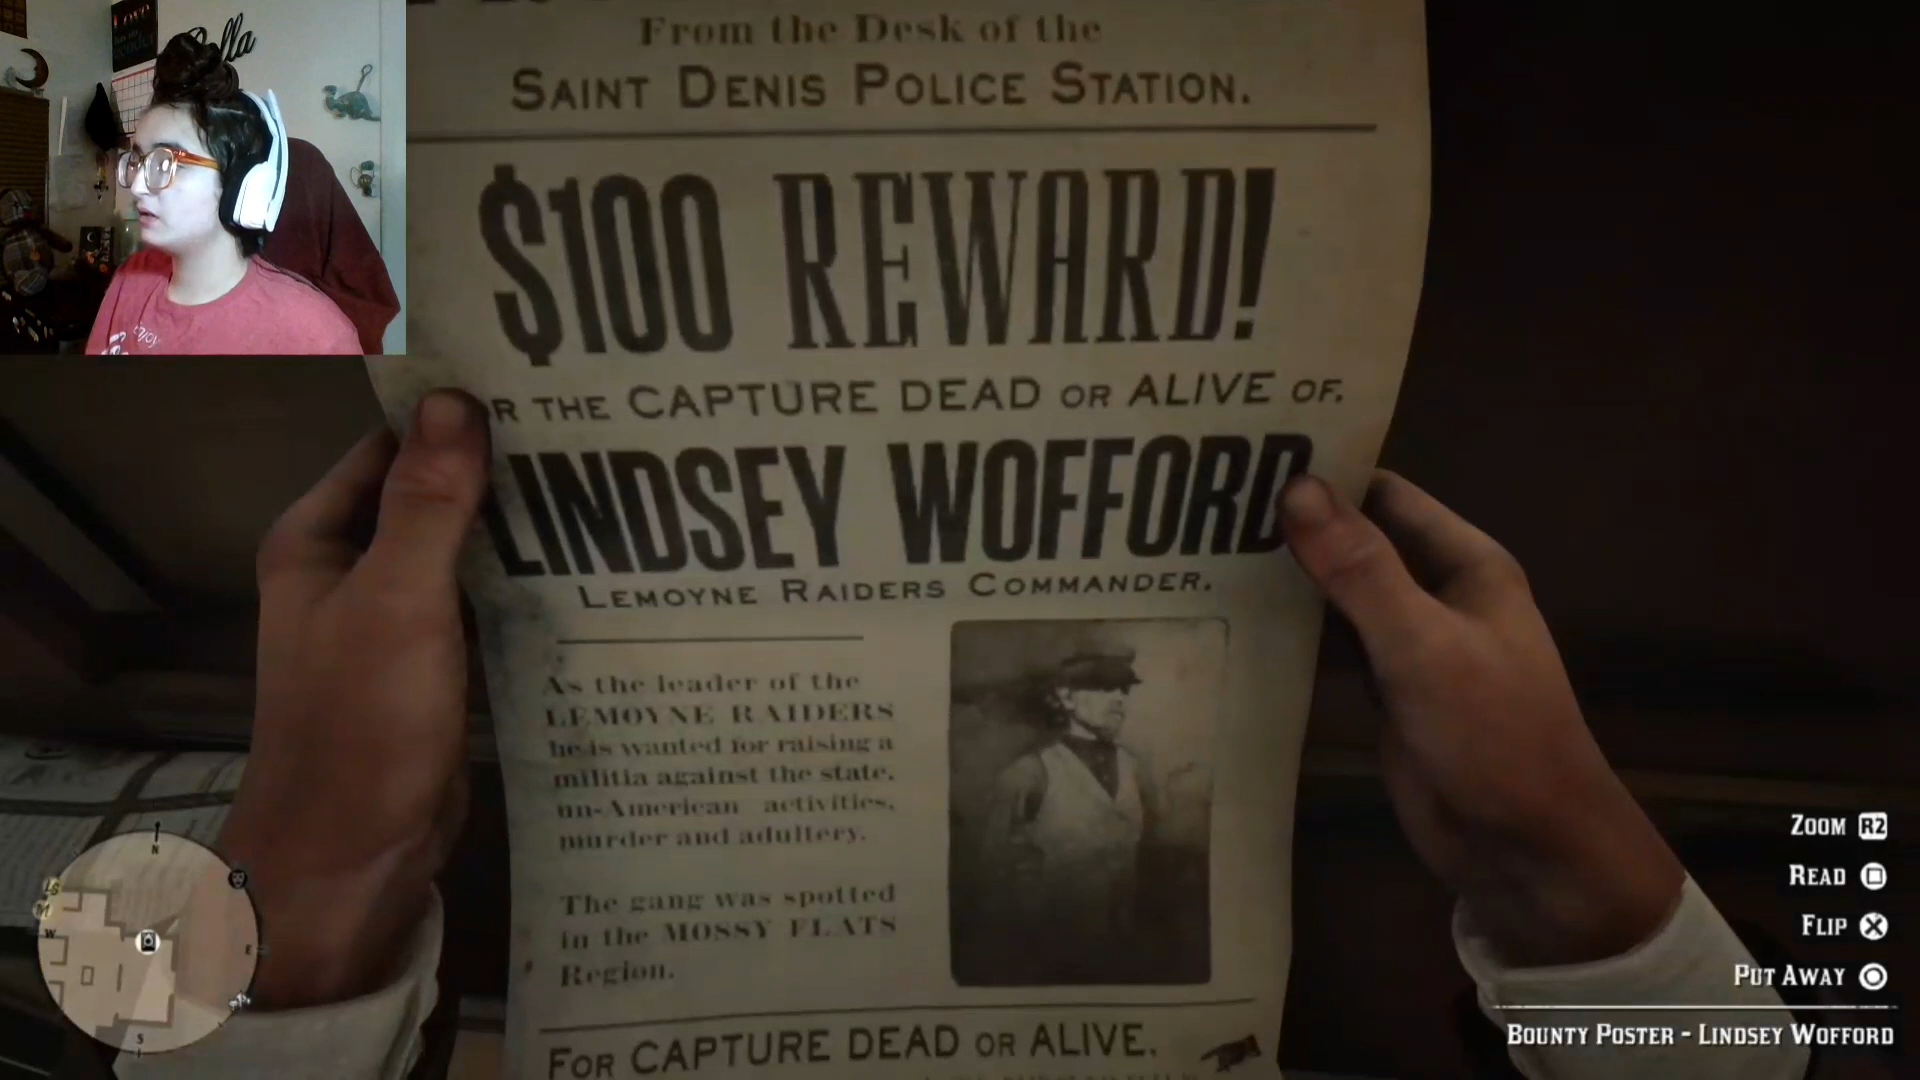 Love
Bella
enjoy
From the Desk of the
SAINT DENIS POLICE STATION.
$100 REWARD!
R THE CAPTURE DEAD OR ALIVE OF,
LINDSEY WOFFORD
LEMOYNE RAIDERS COMMANDER.
As the leader of the
LEMOYNE RAIDERS
he is wanted for raising a
militia against the state,
un-American activities,
murder and adultery.
The gang was spotted
in the MOSSY FLATS
Region.
FOR CAPTURE DEAD OR ALIVE.
N
W
E
S
ZOOM R2
READ
FLIP
PUT AWAY
BOUNTY POSTER - LINDSEY WOFFORD